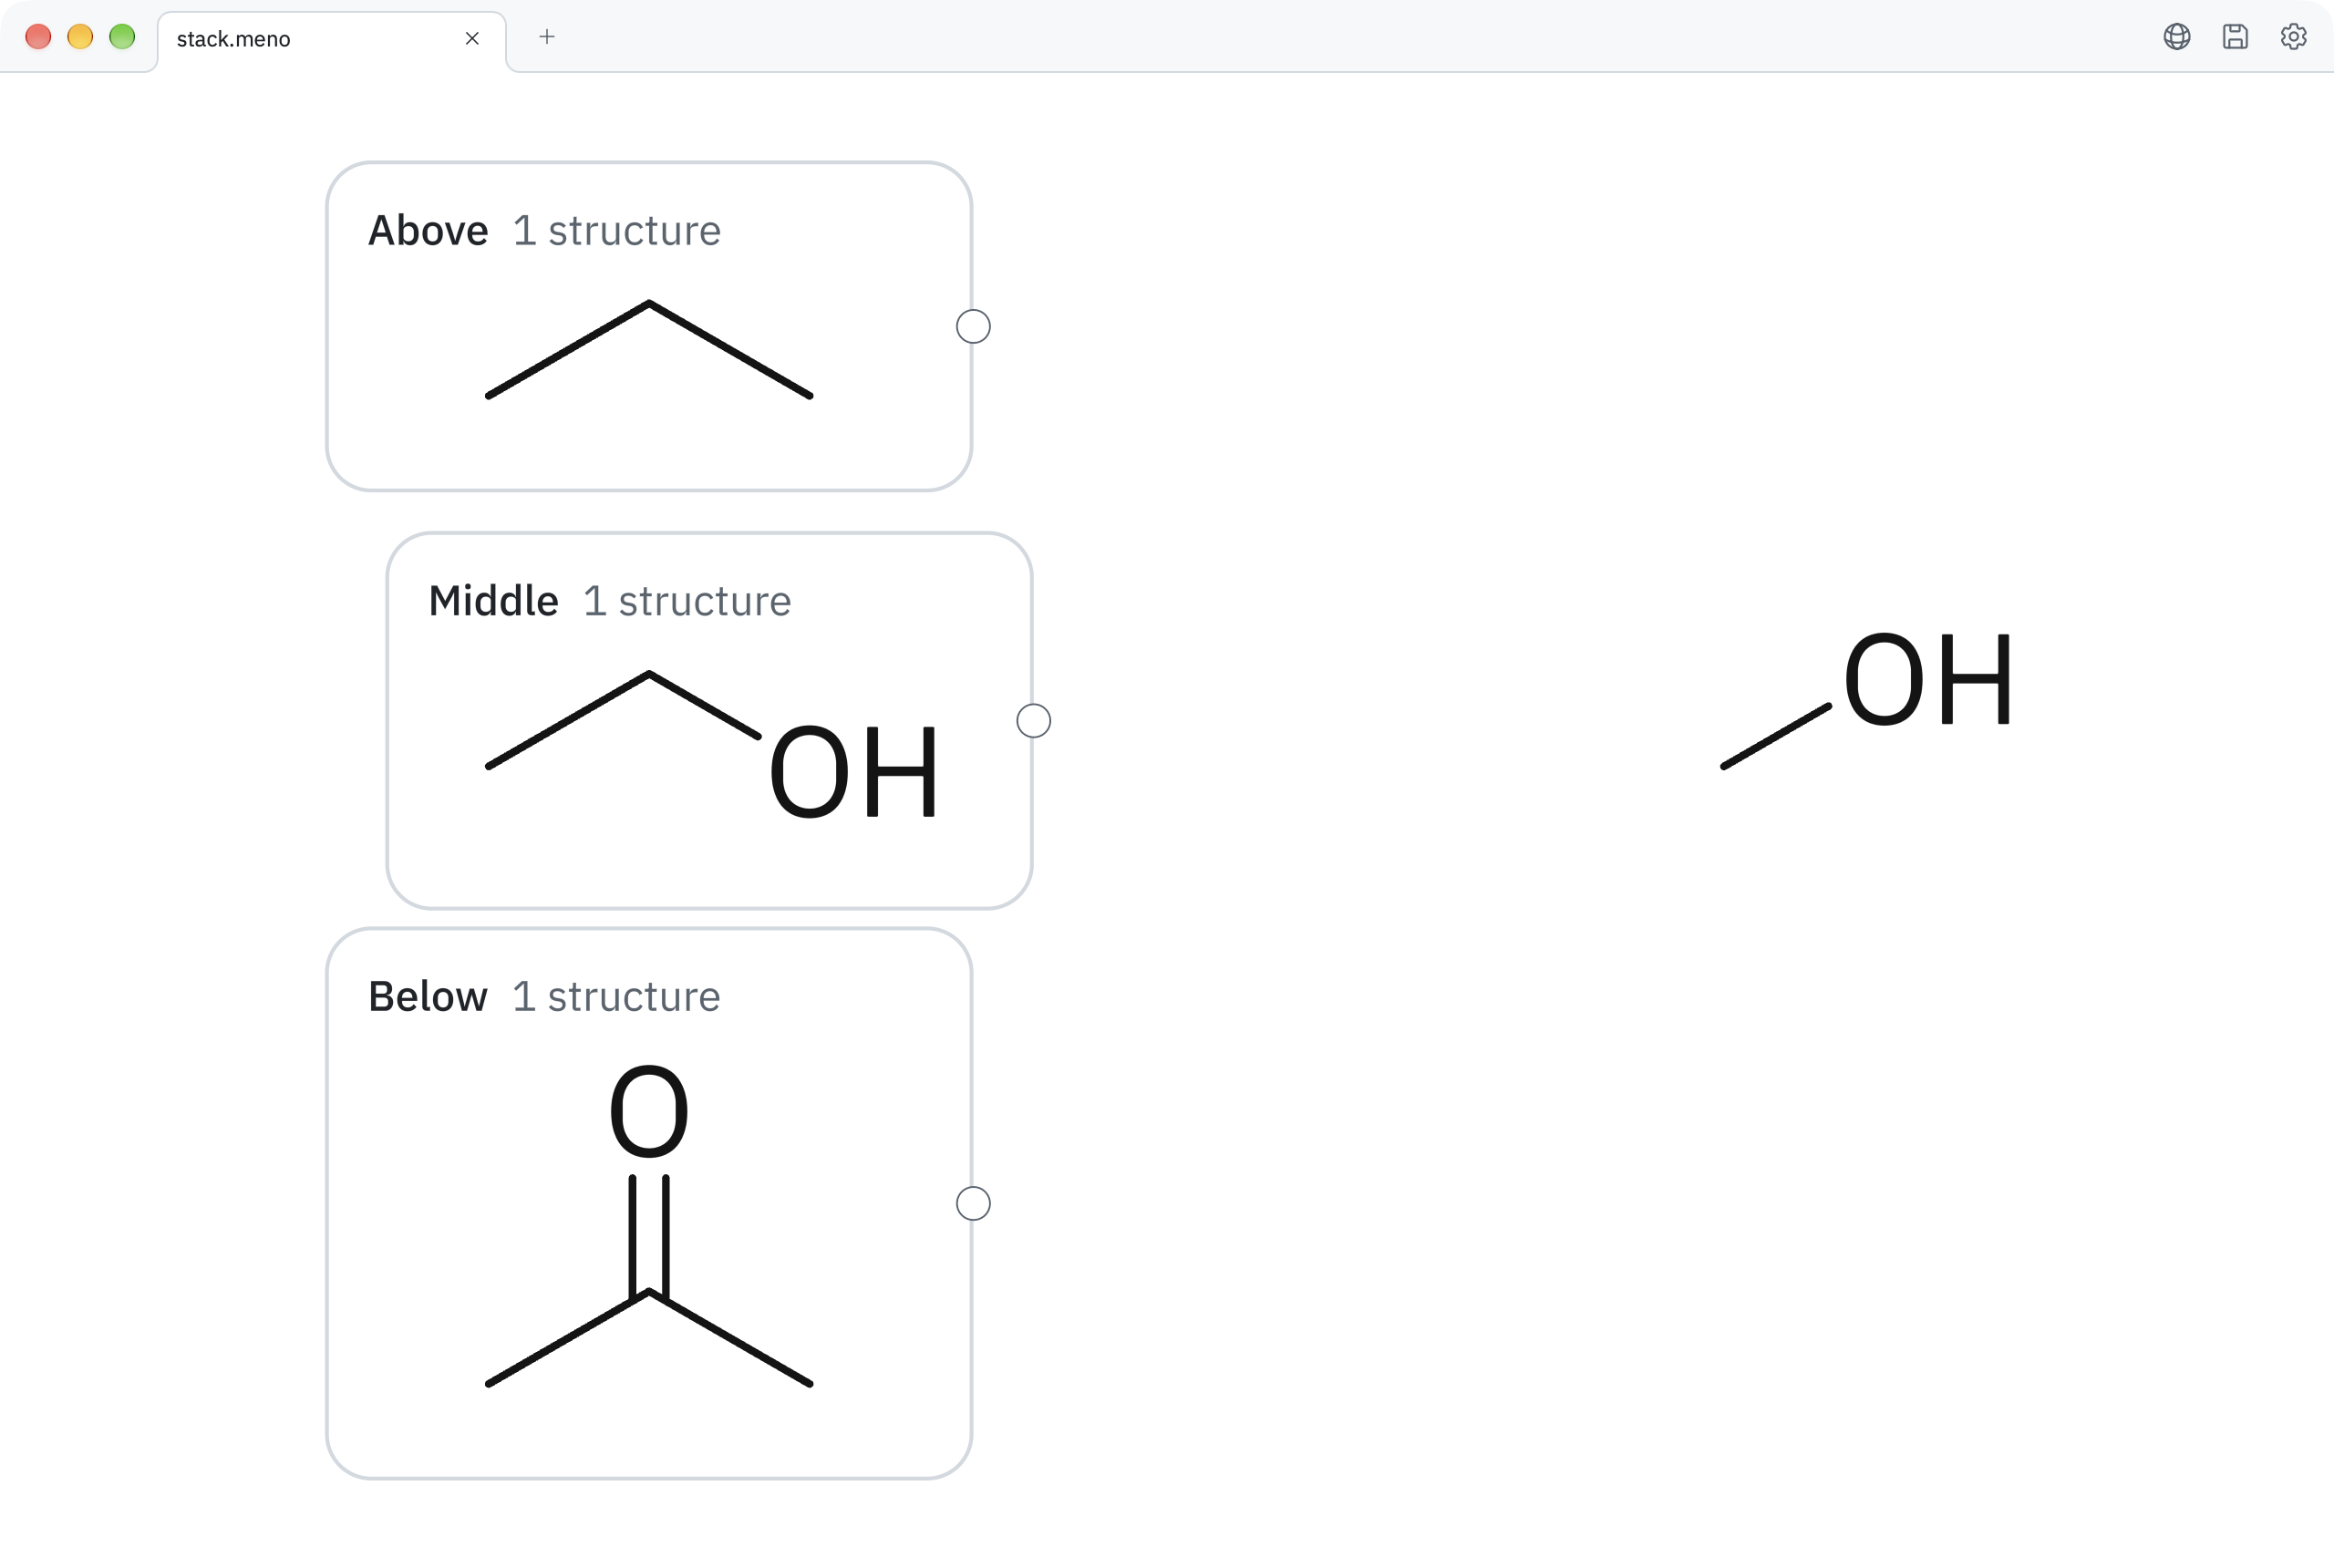 stack.meno
Above 1 structure
Middle 1 structure
OH
OH
Below 1 structure
O